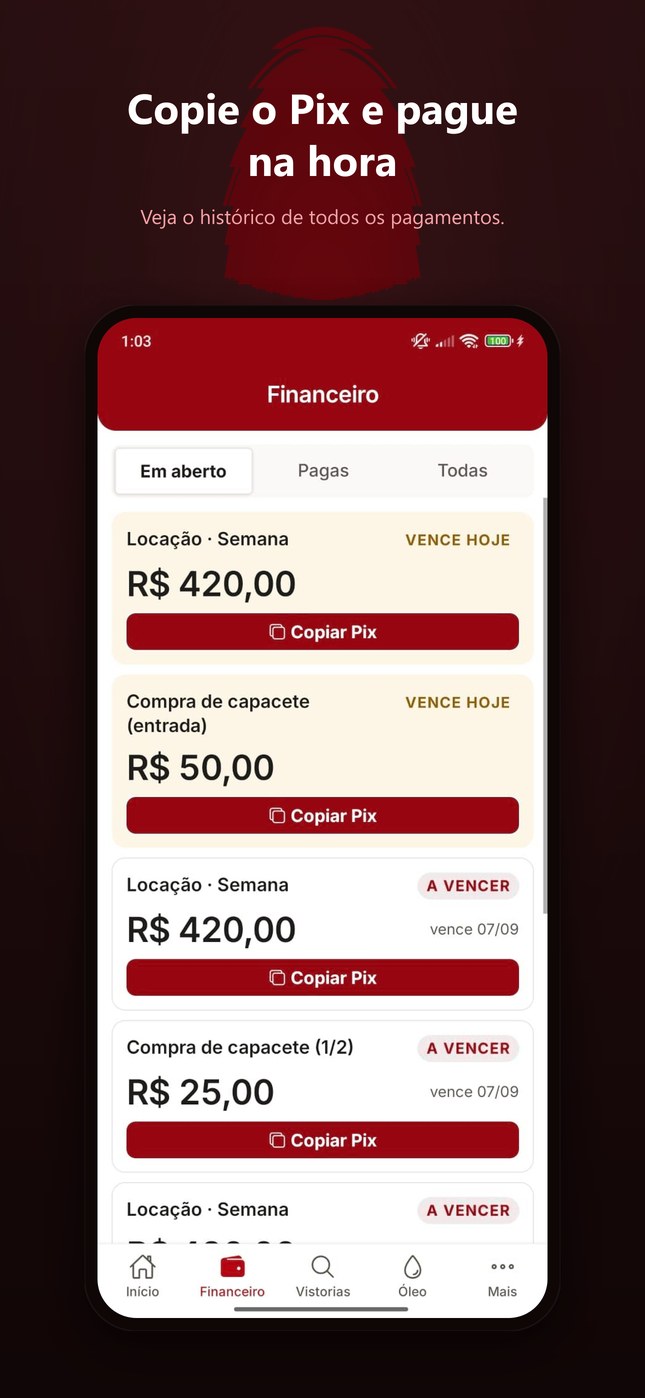 Copie o Pix e pague
na hora
Veja o histórico de todos os pagamentos.
1:03
100
Financeiro
Em aberto
Pagas
Todas
Locação · Semana
VENCE HOJE
R$ 420,00
Copiar Pix
Compra de capacete
(entrada)
VENCE HOJE
R$ 50,00
Copiar Pix
Locação · Semana
A VENCER
R$ 420,00
vence 07/09
Copiar Pix
Compra de capacete (1/2)
A VENCER
R$ 25,00
vence 07/09
Copiar Pix
Locação · Semana
A VENCER
Início
Financeiro
Vistorias
Óleo
Mais